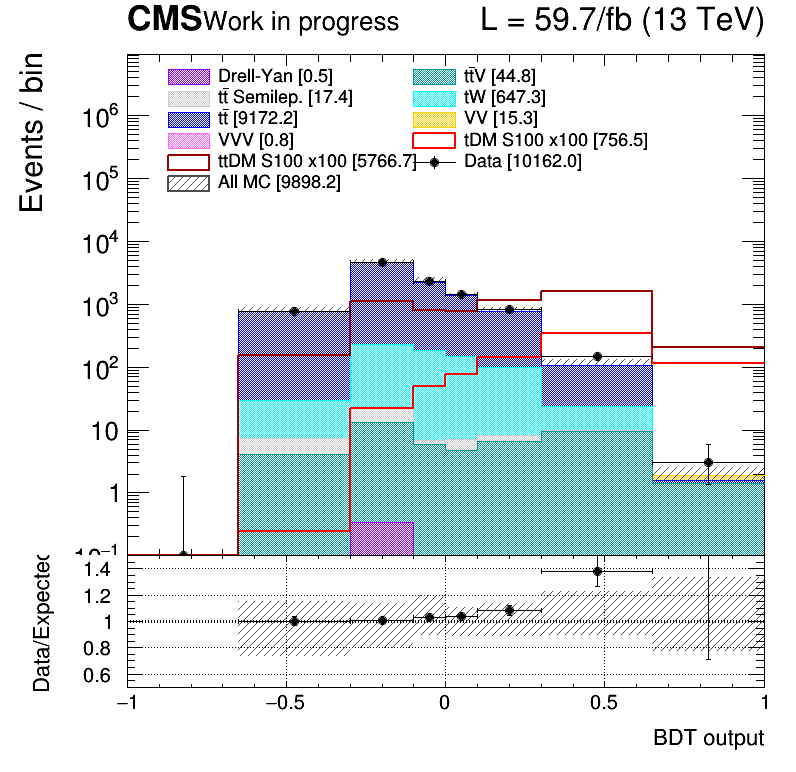 CMS Work in progress L = 59.7/fb (13 TeV)
Events / bin
Drell-Yan [0.5] tt̄V [44.8]
tt̄ Semilep. [17.4] tW [647.3]
tt̄ [9172.2] VV [15.3]
VVV [0.8] tDM S100 x100 [756.5]
ttDM S100 x100 [5766.7] Data [10162.0]
All MC [9898.2]
10⁶
10⁵
10⁴
10³
10²
10
1
10⁻¹
Data/Expected
1.4
1.2
1
0.8
0.6
−1 −0.5 0 0.5 1
BDT output